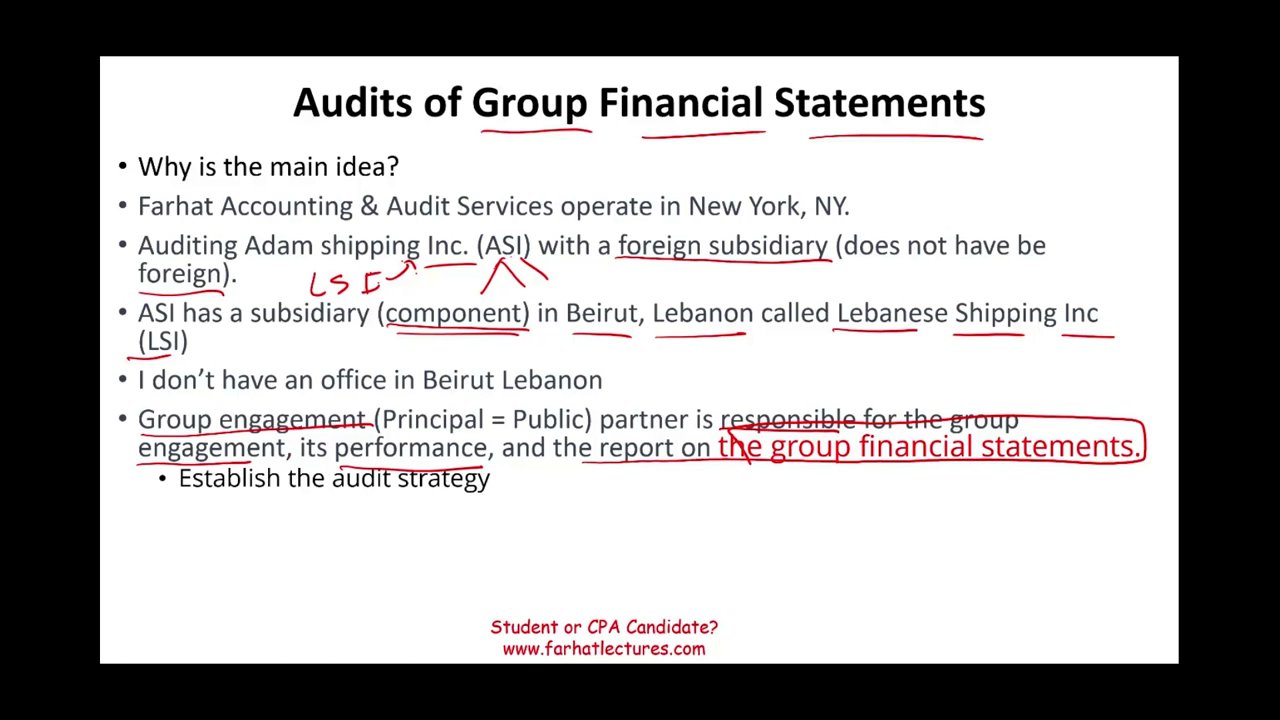 Audits of Group Financial Statements
• Why is the main idea?
• Farhat Accounting & Audit Services operate in New York, NY.
• Auditing Adam shipping Inc. (ASI) with a foreign subsidiary (does not have be
foreign).
LSI
• ASI has a subsidiary (component) in Beirut, Lebanon called Lebanese Shipping Inc
(LSI)
• I don't have an office in Beirut Lebanon
• Group engagement (Principal = Public) partner is responsible for the group
engagement, its performance, and the report on the group financial statements.
• Establish the audit strategy
Student or CPA Candidate?
www.farhatlectures.com